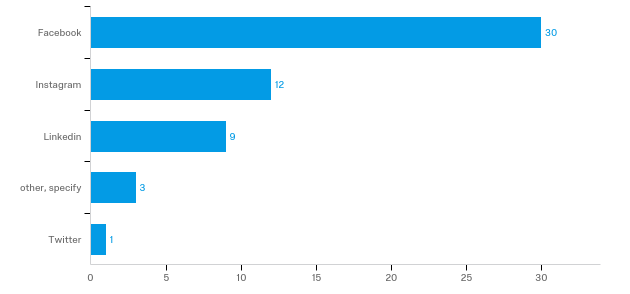 Facebook 30
Instagram 12
Linkedin 9
other, specify 3
Twitter 1
0 5 10 15 20 25 30